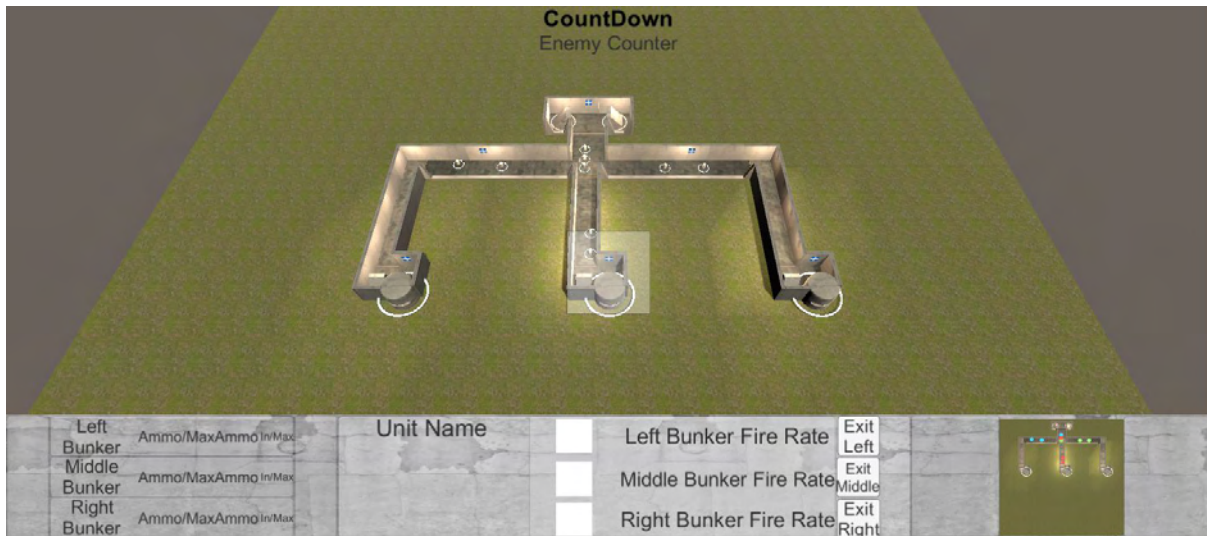 CountDown
Enemy Counter
Left
Bunker
Ammo/MaxAmmo In/Max
Middle
Bunker
Ammo/MaxAmmo In/Max
Right
Bunker
Ammo/MaxAmmo In/Max
Unit Name
Left Bunker Fire Rate
Exit
Left
Middle Bunker Fire Rate
Exit
Middle
Right Bunker Fire Rate
Exit
Right